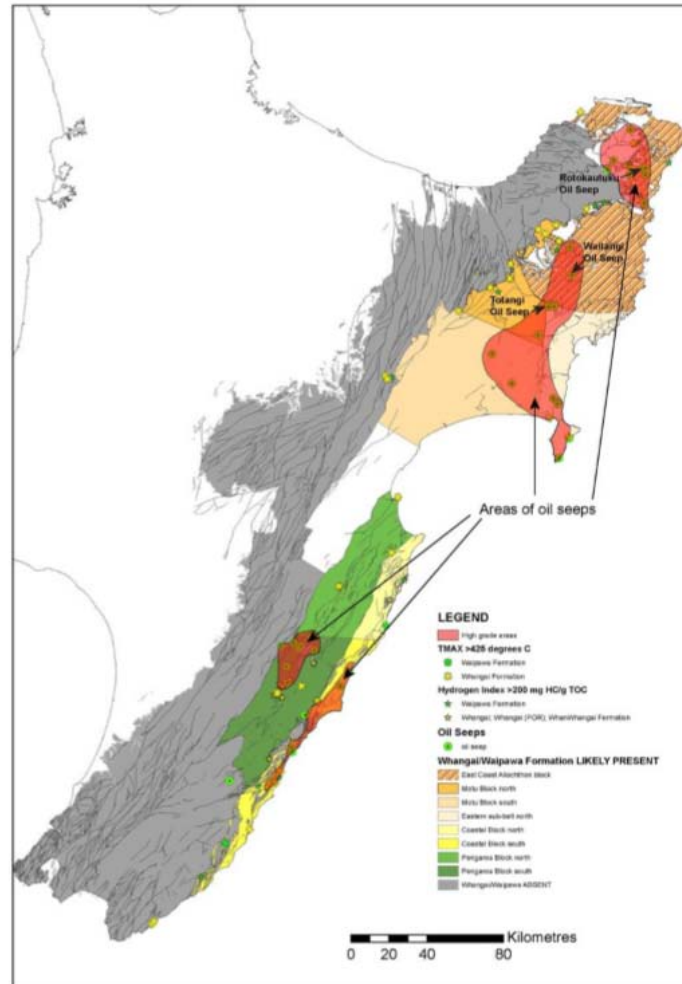 Rotokautuku
Oil Seep
Waitangi
Oil Seep
Totangi
Oil Seep
Areas of oil seeps
LEGEND
High grade areas
TMAX >426 degrees C
Waipawa Formation
Whangai Formation
Hydrogen Index >200 mg HC/g TOC
Waipawa Formation
Whangai, Whangai (POR), Formation
Oil Seeps
oil seep
Whangai/Waipawa Formation LIKELY PRESENT
East Coast Allochthon block
Motu Block north
Motu Block south
Eastern sub-belt north
Coastal Block north
Coastal Block south
Pongaroa Block north
Pongaroa Block south
Whangai/Waipawa ABSENT
Kilometres
0 10 20 40 60 80